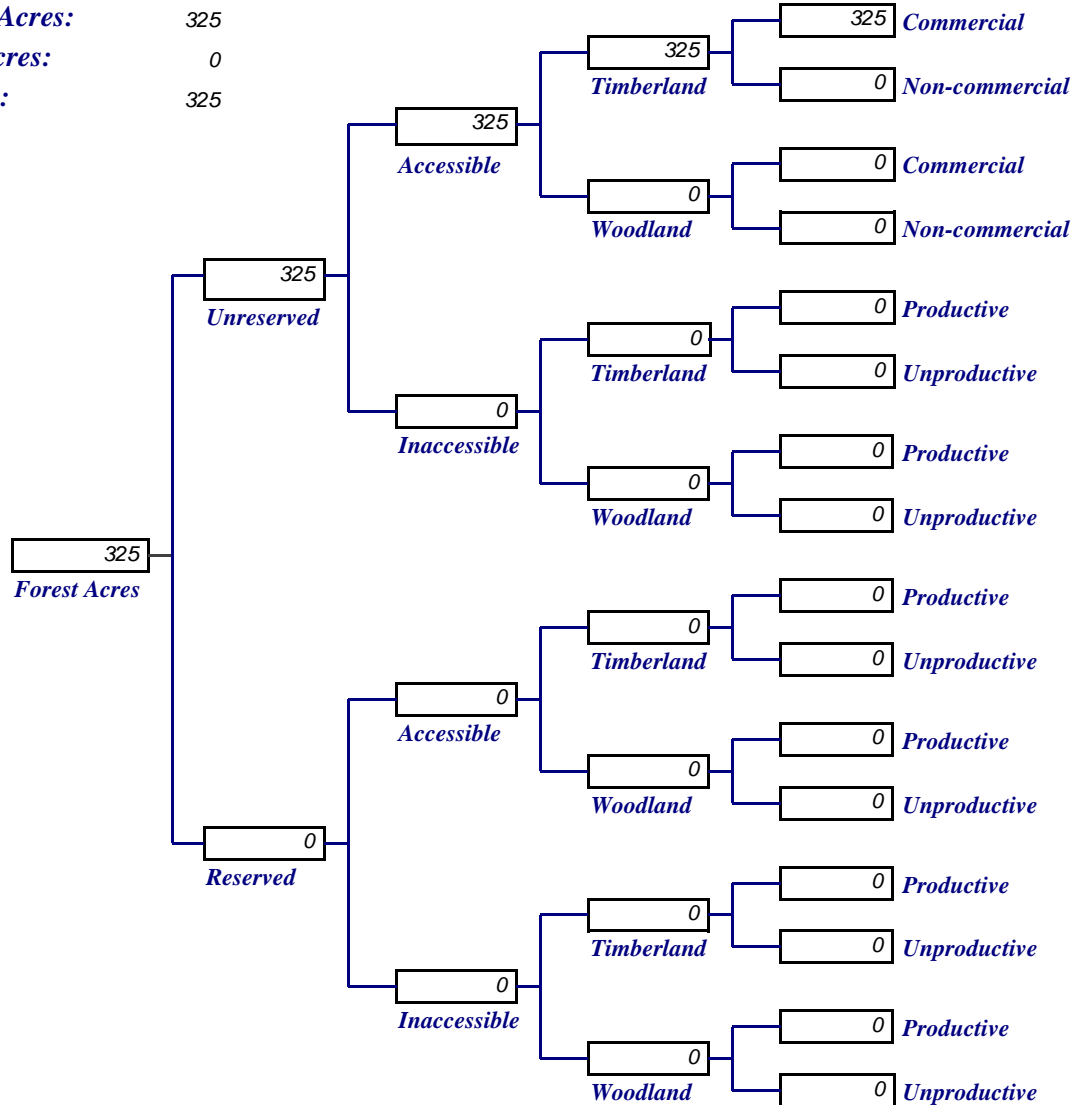 Acres: 325
325 Commercial
325
Timberland
cres: 0
0 Non-commercial
: 325
325
Accessible
0 Commercial
0
Woodland
0 Non-commercial
325
Unreserved
0 Productive
0
Timberland
0 Unproductive
0
Inaccessible
0 Productive
0
Woodland
0 Unproductive
325
Forest Acres
0 Productive
0
Timberland
0 Unproductive
0
Accessible
0 Productive
0
Woodland
0 Unproductive
0
Reserved
0 Productive
0
Timberland
0 Unproductive
0
Inaccessible
0 Productive
0
Woodland
0 Unproductive